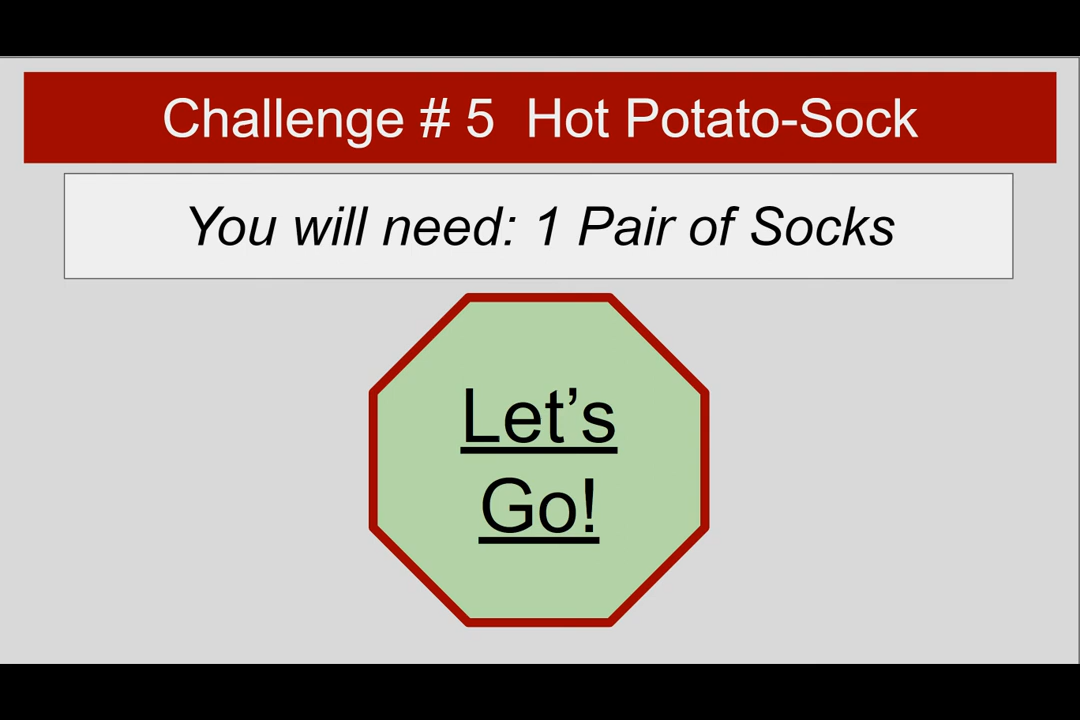 Challenge # 5  Hot Potato-Sock
You will need: 1 Pair of Socks
Let’s
Go!